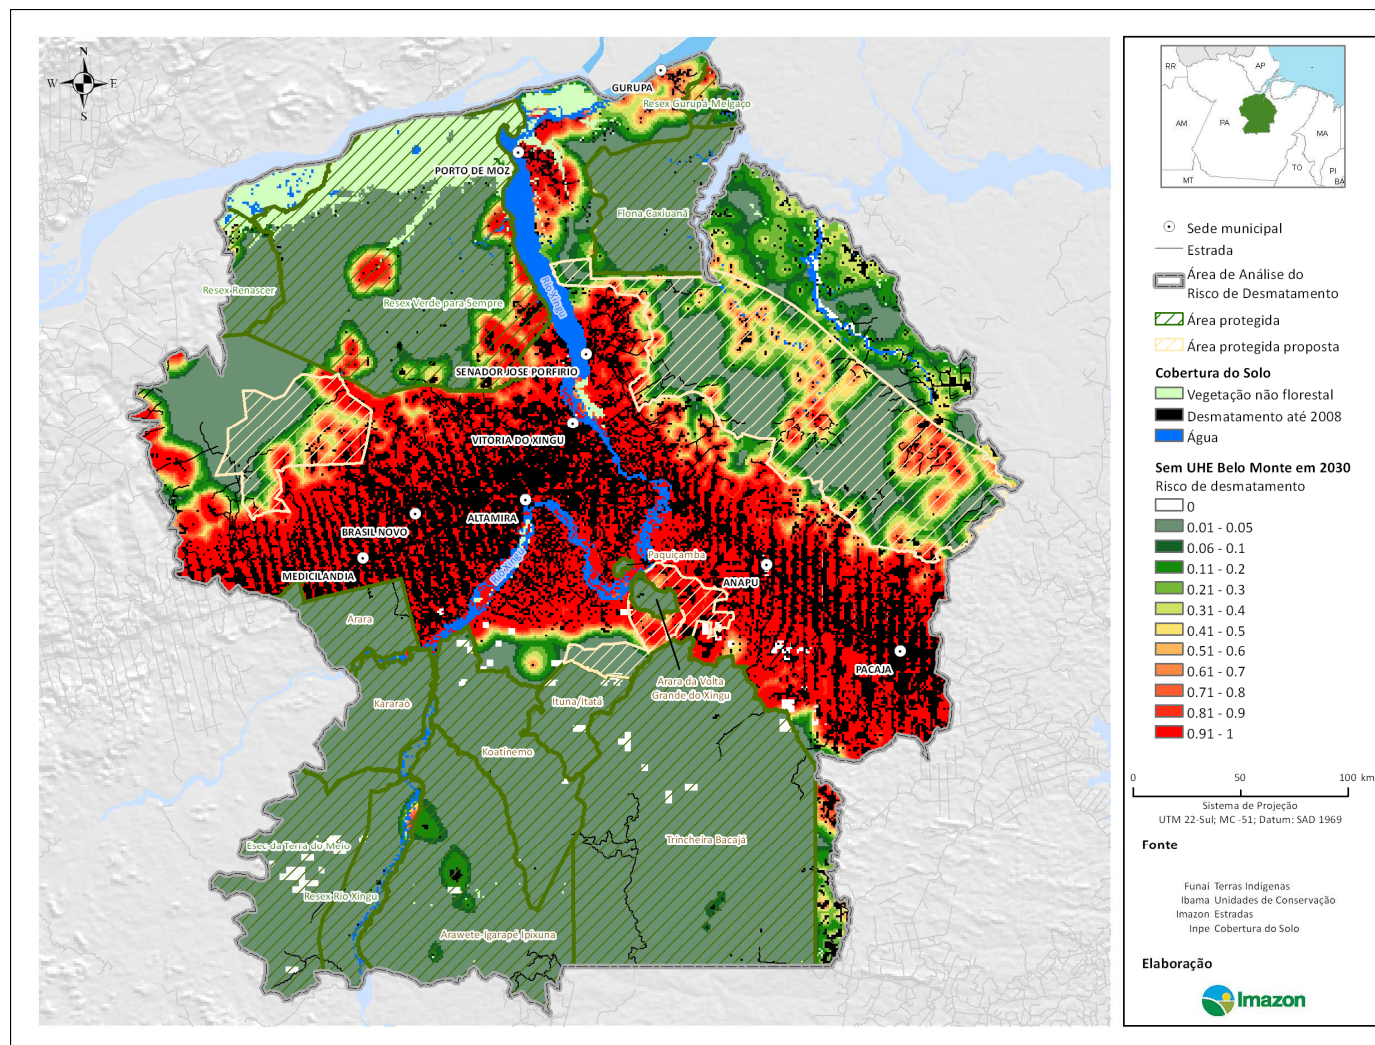 N
W
E
S
GURUPA
Resex Gurupá-Melgaço
PORTO DE MOZ
Flona Caxiuanã
Resex Renascer
Resex Verde para Sempre
Rio Xingu
SENADOR JOSE PORFIRIO
VITORIA DO XINGU
ALTAMIRA
BRASIL NOVO
MEDICILANDIA
Rio Xingu
Paquiçamba
ANAPU
Arara
PACAJA
Arara da Volta
Grande do Xingu
Ituna/Itatá
Kararaô
Koatinemo
Trincheira Bacajá
Esec da Terra do Meio
Resex Rio Xingu
Arawete-Igarapé Ipixuna
RR
AP
AM
PA
MA
TO
PI
MT
BA
Sede municipal
Estrada
Área de Análise do
Risco de Desmatamento
Área protegida
Área protegida proposta
Cobertura do Solo
Vegetação não florestal
Desmatamento até 2008
Água
Sem UHE Belo Monte em 2030
Risco de desmatamento
0
0.01 - 0.05
0.06 - 0.1
0.11 - 0.2
0.21 - 0.3
0.31 - 0.4
0.41 - 0.5
0.51 - 0.6
0.61 - 0.7
0.71 - 0.8
0.81 - 0.9
0.91 - 1
0 50 100 km
Sistema de Projeção
UTM 22-Sul; MC -51; Datum: SAD 1969
Fonte
Funai Terras Indígenas
Ibama Unidades de Conservação
Imazon Estradas
Inpe Cobertura do Solo
Elaboração
Imazon